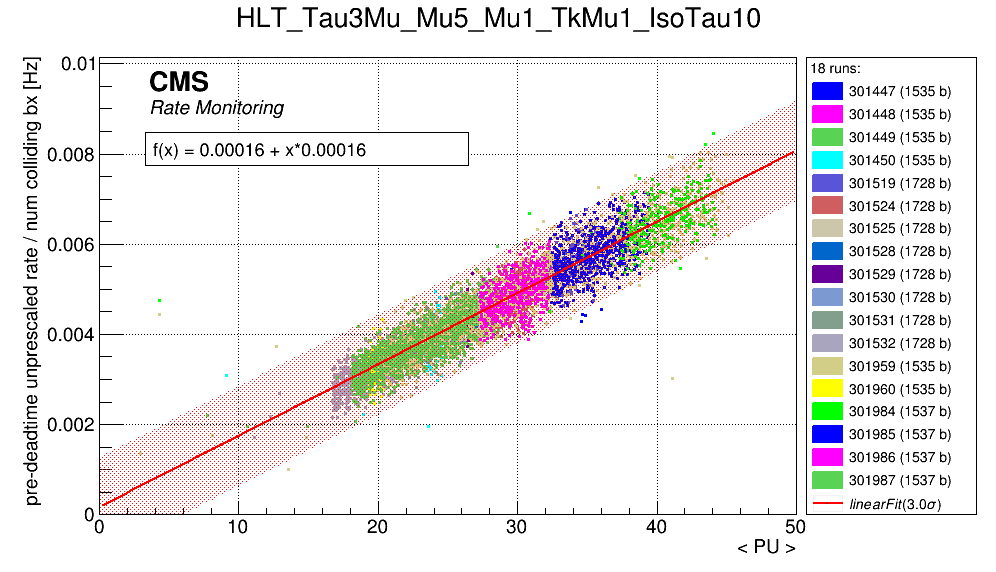 HLT_Tau3Mu_Mu5_Mu1_TkMu1_IsoTau10
pre-deadtime unprescaled rate / num colliding bx [Hz]
0.01
0.008
0.006
0.004
0.002
0
CMS
Rate Monitoring
f(x) = 0.00016 + x*0.00016
0 10 20 30 40 50
< PU >
18 runs:
301447 (1535 b)
301448 (1535 b)
301449 (1535 b)
301450 (1535 b)
301519 (1728 b)
301524 (1728 b)
301525 (1728 b)
301528 (1728 b)
301529 (1728 b)
301530 (1728 b)
301531 (1728 b)
301532 (1728 b)
301959 (1535 b)
301960 (1535 b)
301984 (1537 b)
301985 (1537 b)
301986 (1537 b)
301987 (1537 b)
linearFit(3.0σ)